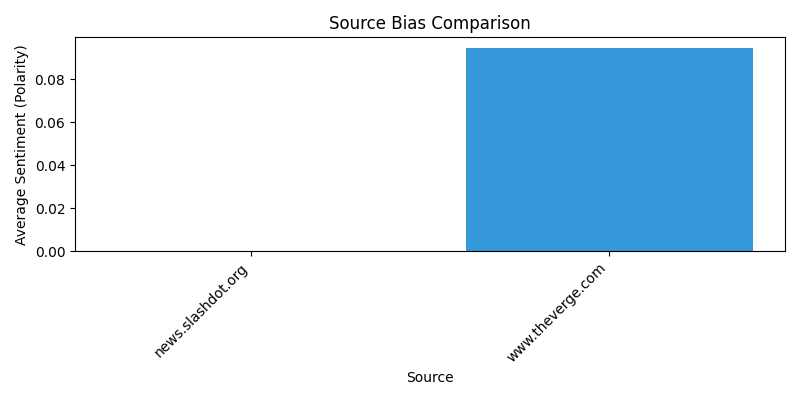 Source Bias Comparison
Average Sentiment (Polarity)
0.08
0.06
0.04
0.02
0.00
news.slashdot.org
www.theverge.com
Source